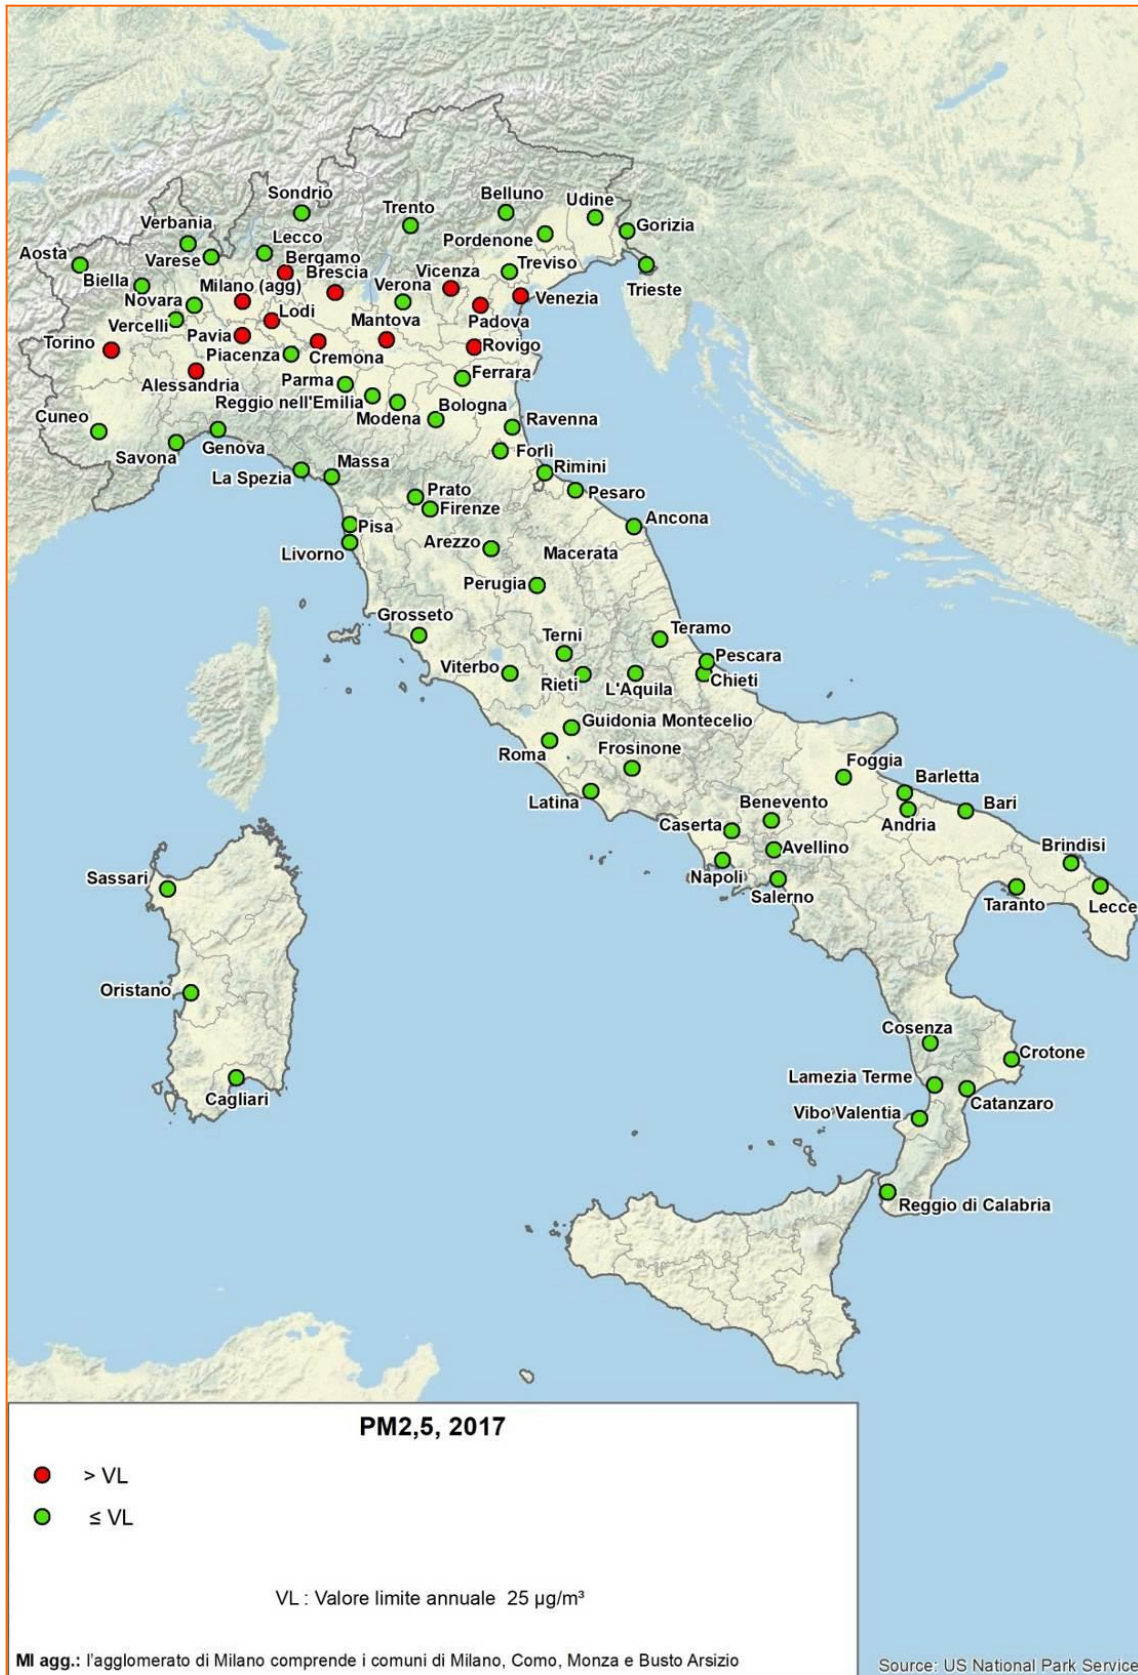 Sondrio
Belluno
Udine
Trento
Verbania
Gorizia
Pordenone
Lecco
Aosta
Bergamo
Varese
Treviso
Vicenza
Brescia
Biella
Milano (agg)
Verona
Trieste
Venezia
Novara
Lodi
Padova
Mantova
Vercelli
Pavia
Torino
Rovigo
Piacenza
Cremona
Ferrara
Parma
Alessandria
Reggio nell'Emilia
Bologna
Cuneo
Modena
Ravenna
Genova
Savona
Forlì
Massa
Rimini
La Spezia
Pesaro
Prato
Firenze
Ancona
Pisa
Arezzo
Macerata
Livorno
Perugia
Grosseto
Terni
Teramo
Pescara
Viterbo
Rieti
L'Aquila
Chieti
Guidonia Montecelio
Roma
Frosinone
Foggia
Barletta
Latina
Benevento
Bari
Andria
Caserta
Avellino
Brindisi
Sassari
Napoli
Salerno
Taranto
Lecce
Oristano
Cosenza
Crotone
Lamezia Terme
Cagliari
Catanzaro
Vibo Valentia
Reggio di Calabria
PM2,5, 2017
> VL
≤ VL
VL : Valore limite annuale 25 µg/m³
MI agg.: l'agglomerato di Milano comprende i comuni di Milano, Como, Monza e Busto Arsizio
Source: US National Park Service